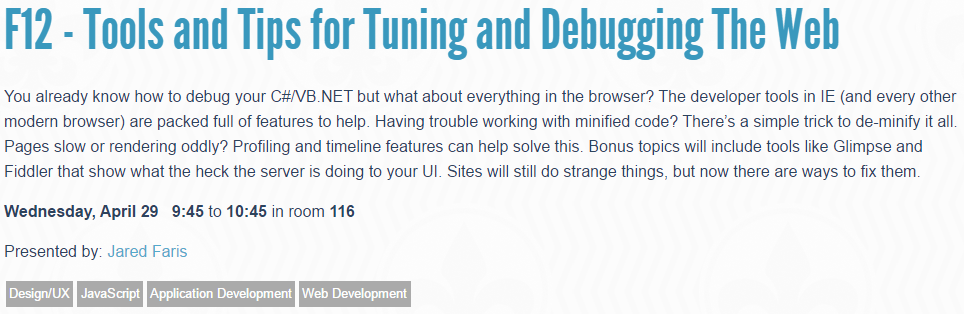 F12 - Tools and Tips for Tuning and Debugging The Web
You already know how to debug your C#/VB.NET but what about everything in the browser? The developer tools in IE (and every other
modern browser) are packed full of features to help. Having trouble working with minified code? There's a simple trick to de-minify it all.
Pages slow or rendering oddly? Profiling and timeline features can help solve this. Bonus topics will include tools like Glimpse and
Fiddler that show what the heck the server is doing to your UI. Sites will still do strange things, but now there are ways to fix them.
Wednesday, April 29 9:45 to 10:45 in room 116
Presented by: Jared Faris
Design/UX JavaScript Application Development Web Development